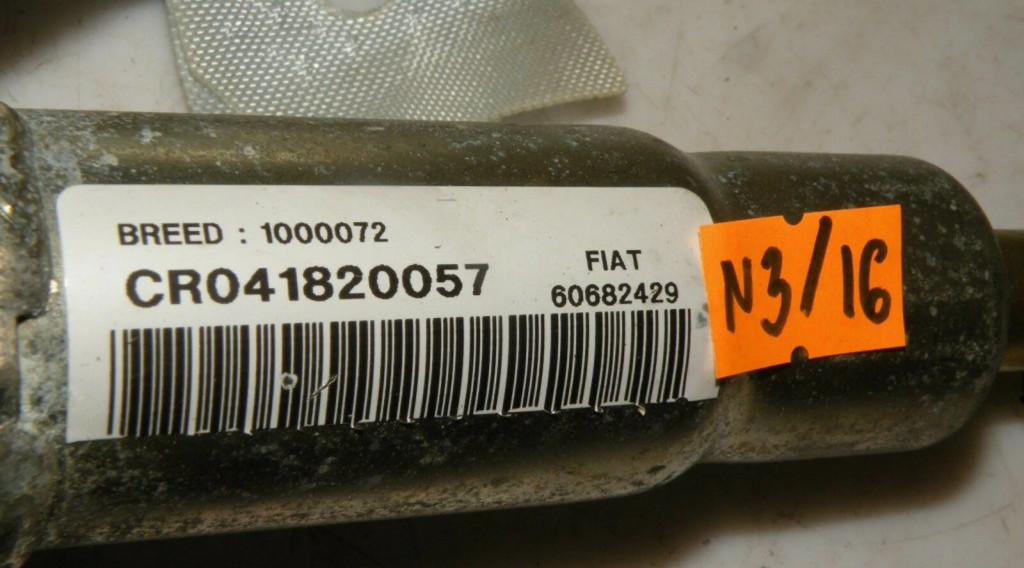 BREED : 1000072
CR041820057
FIAT
60682429
N3/16